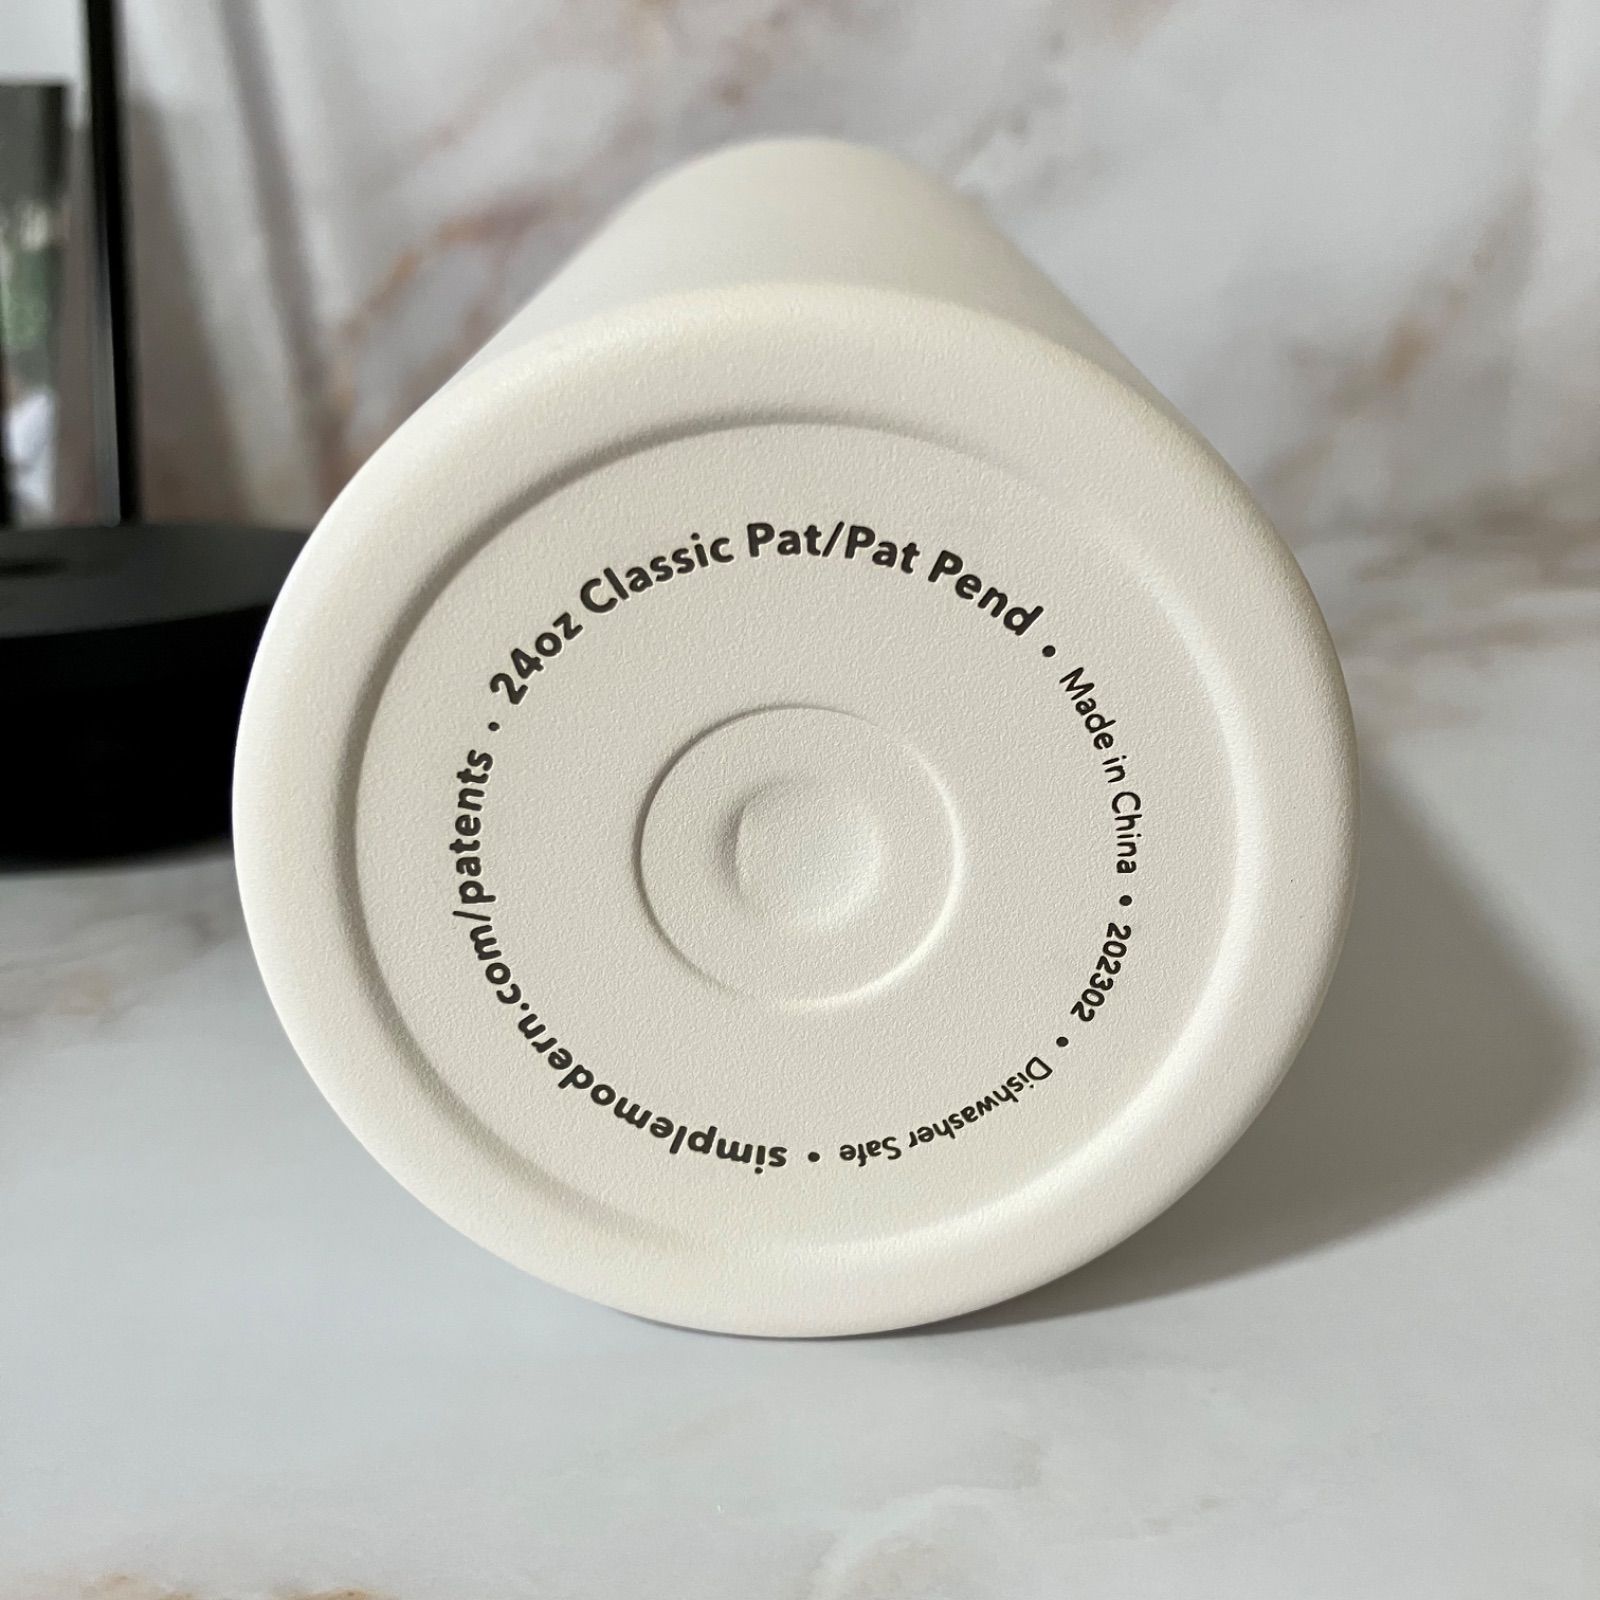 24oz Classic Pat/Pat Pend • Made in China • 202302 • Dishwasher Safe • simplemodern.com/patents •